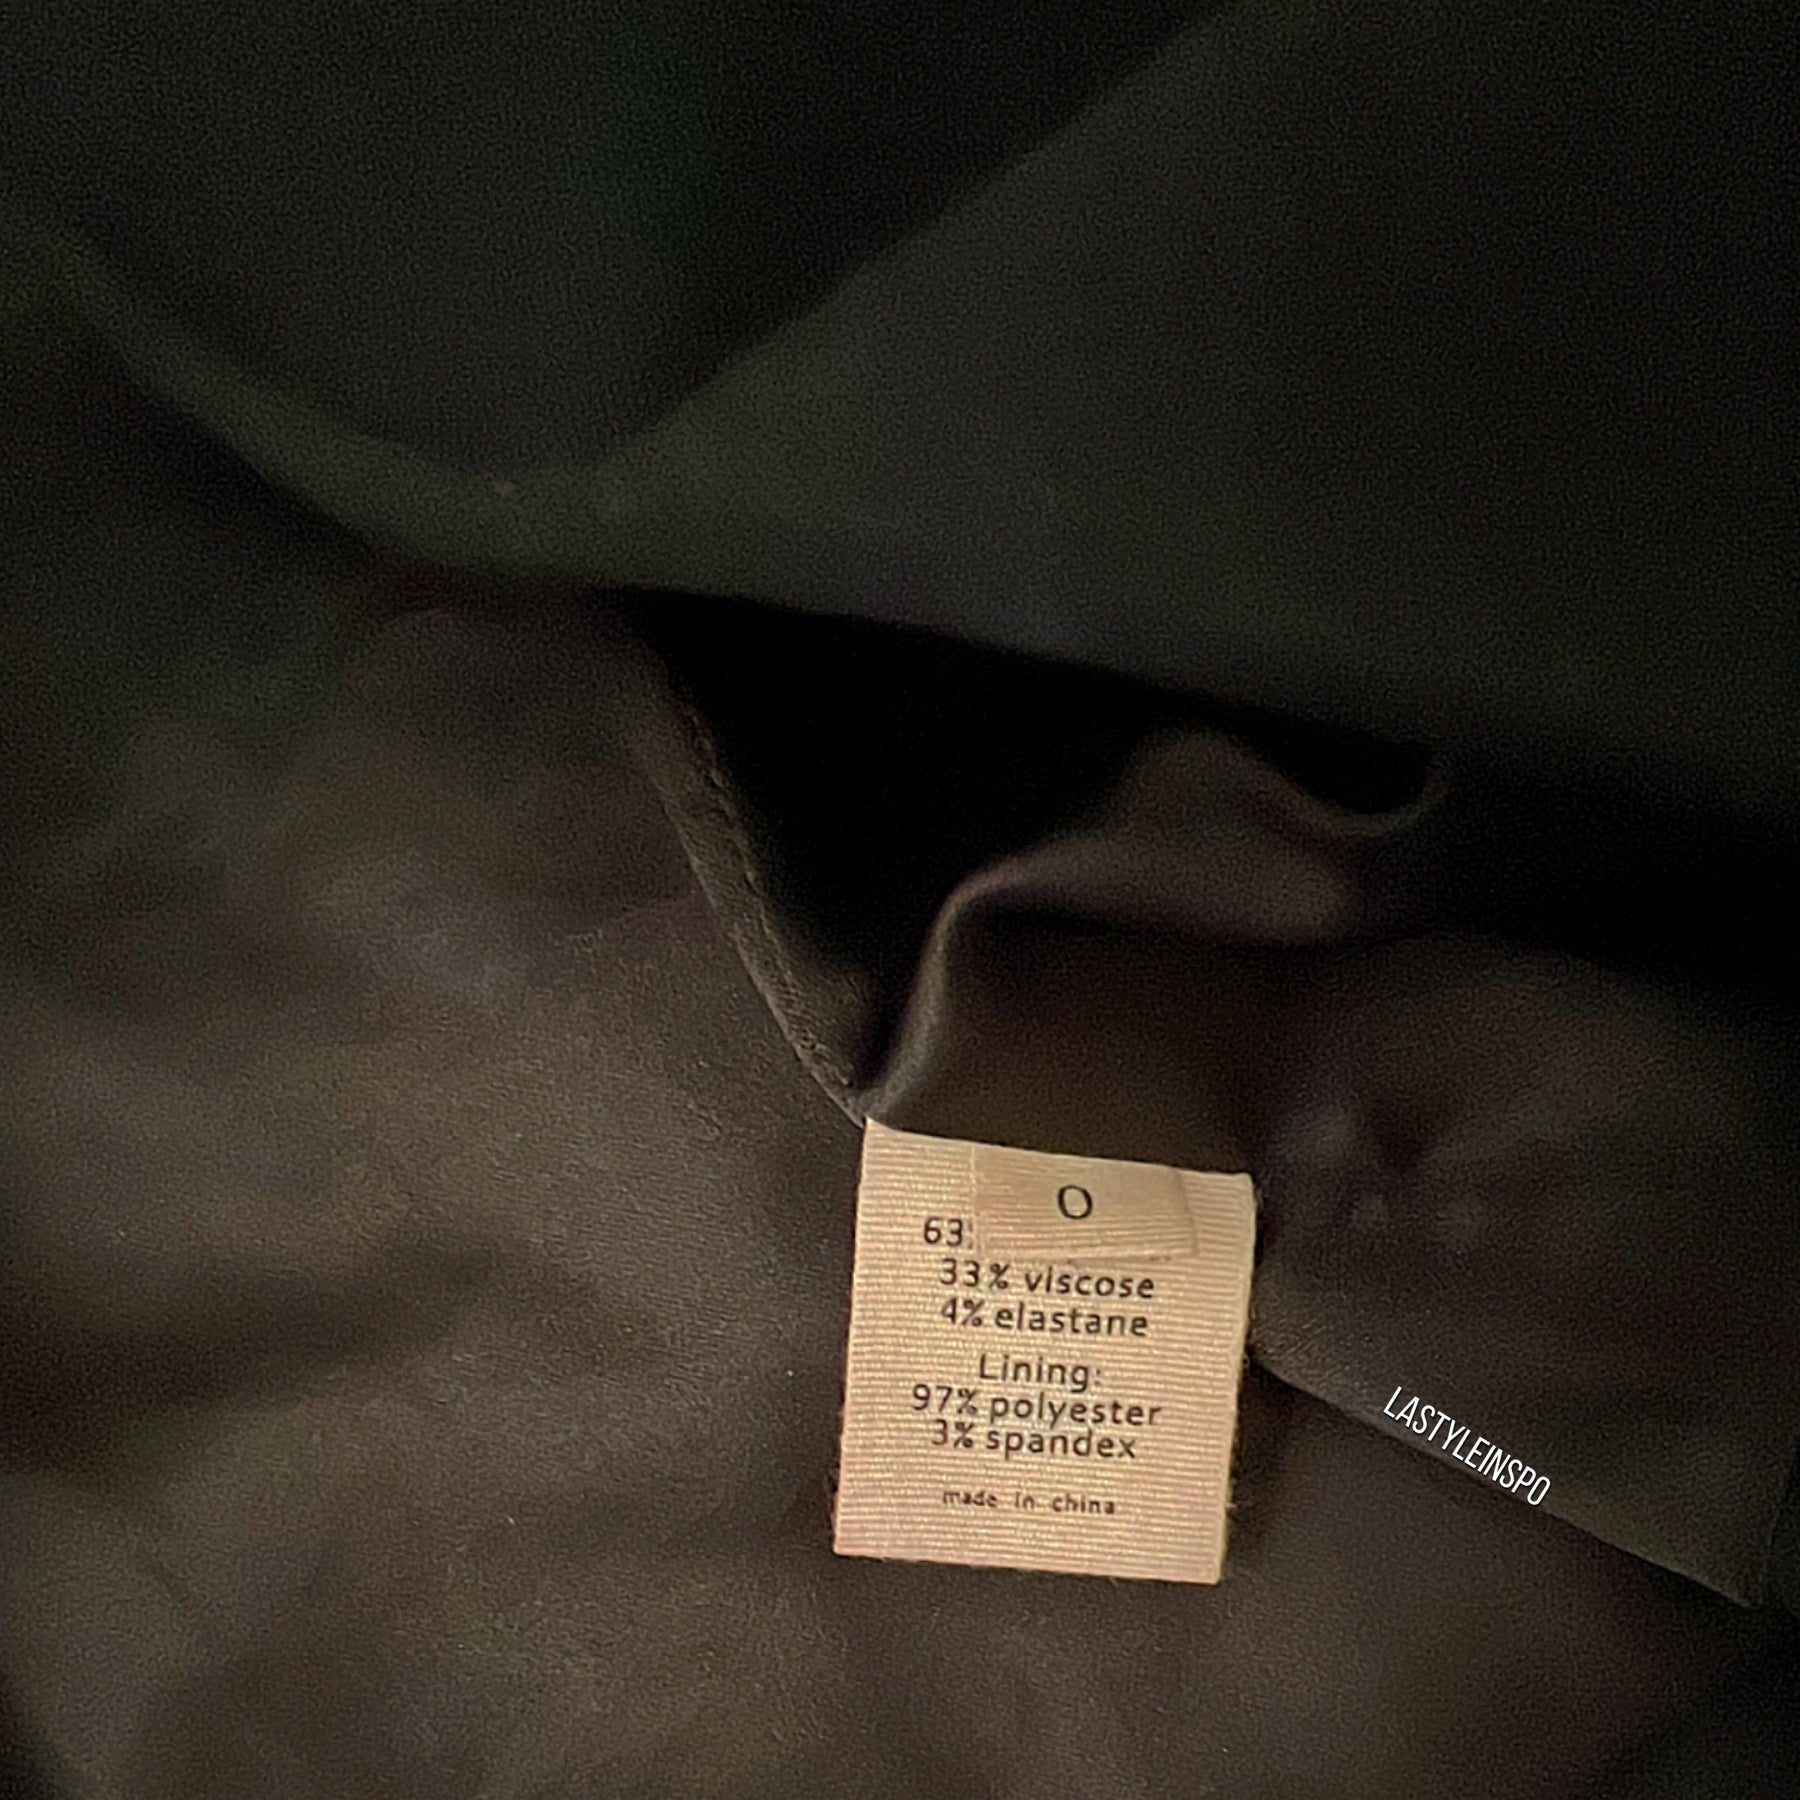 0
63
33% viscose
4% elastane
Lining:
97% polyester
3% spandex
made in china
LASTYLEINSPO